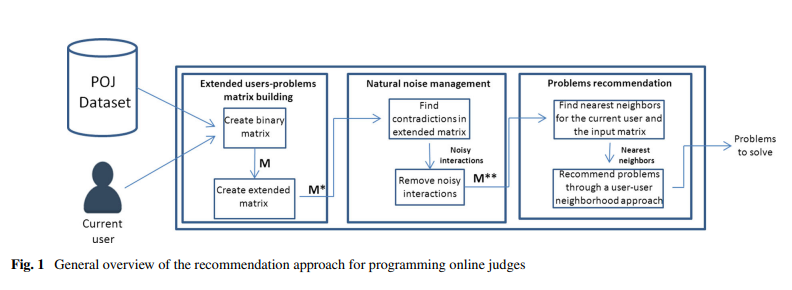 POJ
Dataset
Current
user
Extended users-problems
matrix building
Create binary
matrix
M
Create extended
matrix
M*
Natural noise management
Find
contradictions in
extended matrix
Noisy
interactions
Remove noisy
interactions
M**
Problems recommendation
Find nearest neighbors
for the current user and
the input matrix
Nearest
neighbors
Recommend problems
through a user-user
neighborhood approach
Problems
to solve
Fig. 1 General overview of the recommendation approach for programming online judges